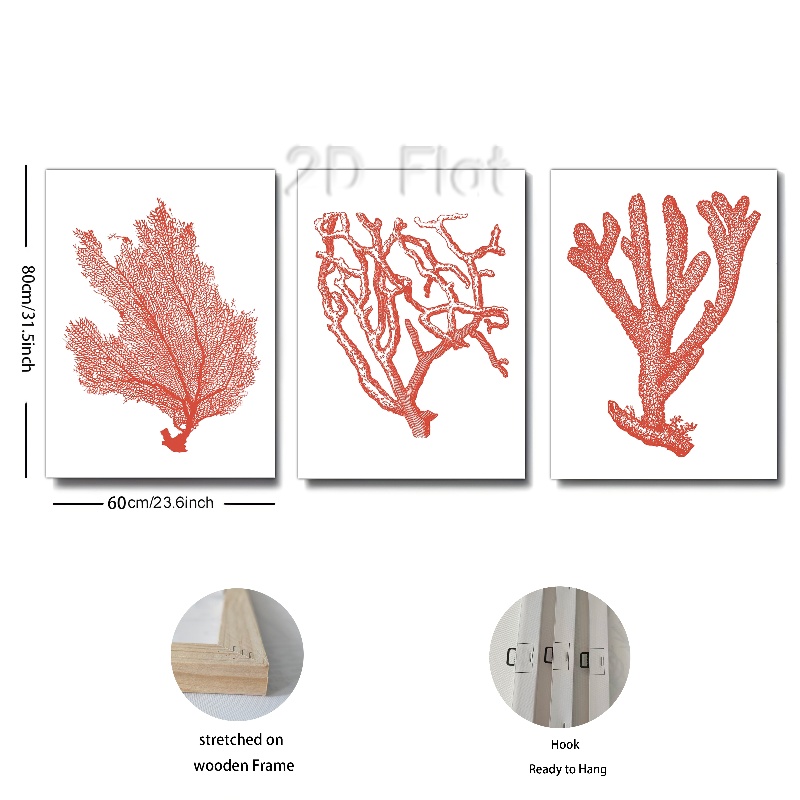 2D Flat
80cm/31.5inch
60cm/23.6inch
stretched on
wooden Frame
Hook
Ready to Hang